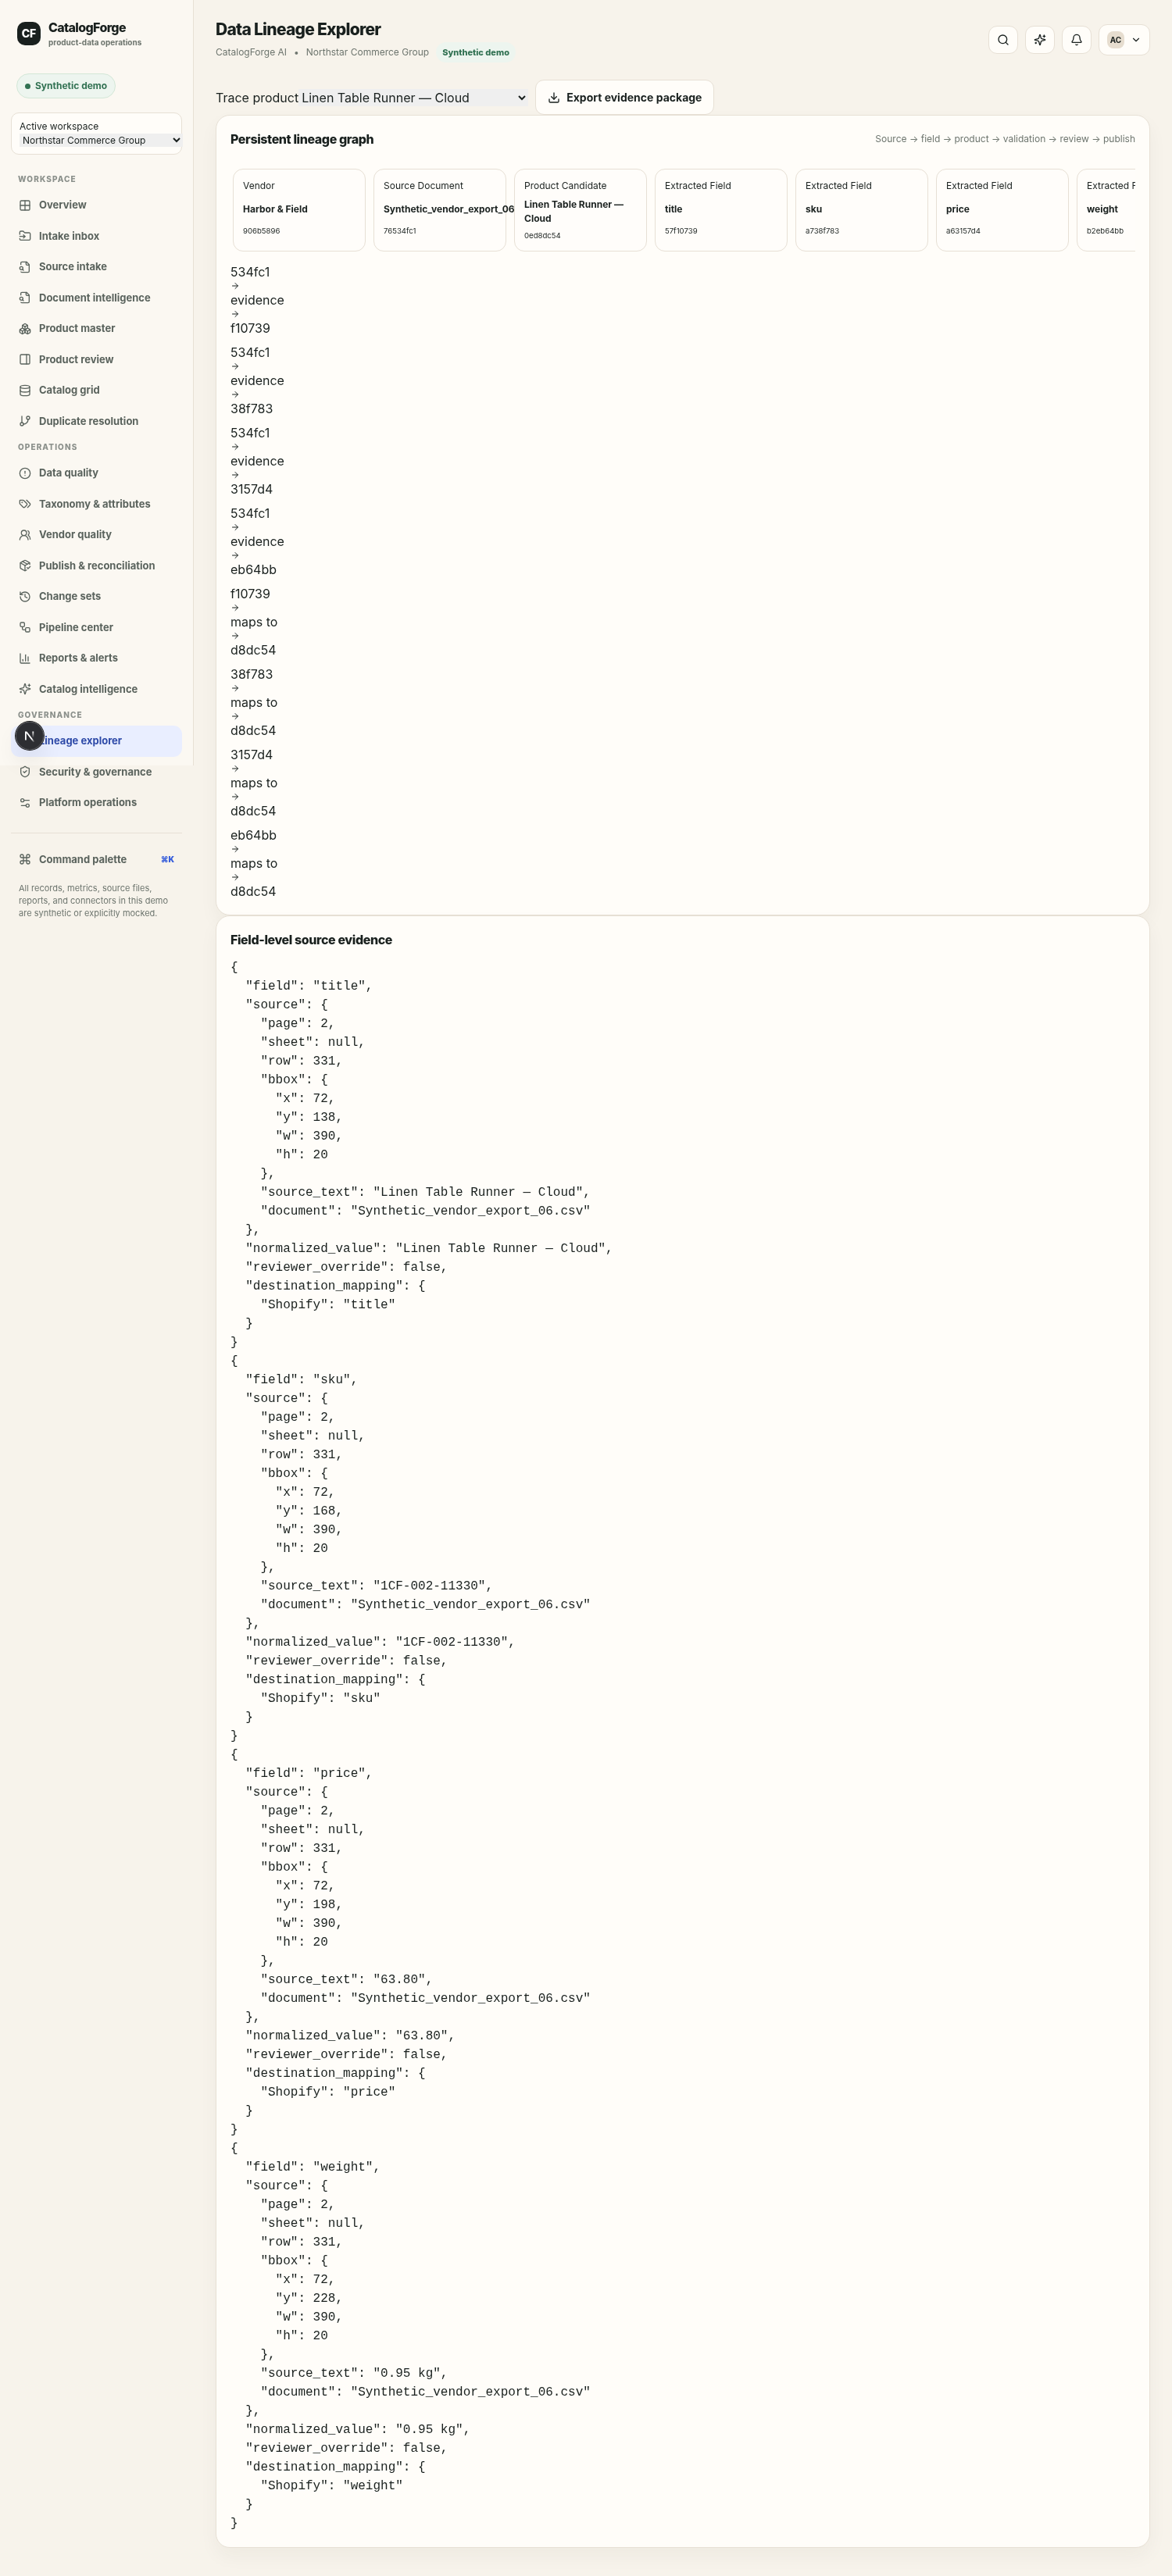 CF
CatalogForge
product-data operations
Synthetic demo
Active workspace
Northstar Commerce Group
WORKSPACE
Overview
Intake inbox
Source intake
Document intelligence
Product master
Product review
Catalog grid
Duplicate resolution
OPERATIONS
Data quality
Taxonomy & attributes
Vendor quality
Publish & reconciliation
Change sets
Pipeline center
Reports & alerts
Catalog intelligence
GOVERNANCE
N
Lineage explorer
Security & governance
Platform operations
Command palette ⌘K
All records, metrics, source files,
reports, and connectors in this demo
are synthetic or explicitly mocked.
Data Lineage Explorer
CatalogForge AI • Northstar Commerce Group Synthetic demo
AC
Trace product Linen Table Runner — Cloud
Export evidence package
Persistent lineage graph
Source → field → product → validation → review → publish
Vendor
Harbor & Field
906b5896
Source Document
Synthetic_vendor_export_06
76534fc1
Product Candidate
Linen Table Runner —
Cloud
0ed8dc54
Extracted Field
title
57f10739
Extracted Field
sku
a738f783
Extracted Field
price
a63157d4
Extracted F
weight
b2eb64bb
534fc1
→
evidence
→
f10739
534fc1
→
evidence
→
38f783
534fc1
→
evidence
→
3157d4
534fc1
→
evidence
→
eb64bb
f10739
→
maps to
→
d8dc54
38f783
→
maps to
→
d8dc54
3157d4
→
maps to
→
d8dc54
eb64bb
→
maps to
→
d8dc54
Field-level source evidence
{
  "field": "title",
  "source": {
    "page": 2,
    "sheet": null,
    "row": 331,
    "bbox": {
      "x": 72,
      "y": 138,
      "w": 390,
      "h": 20
    },
    "source_text": "Linen Table Runner — Cloud",
    "document": "Synthetic_vendor_export_06.csv"
  },
  "normalized_value": "Linen Table Runner — Cloud",
  "reviewer_override": false,
  "destination_mapping": {
    "Shopify": "title"
  }
}
{
  "field": "sku",
  "source": {
    "page": 2,
    "sheet": null,
    "row": 331,
    "bbox": {
      "x": 72,
      "y": 168,
      "w": 390,
      "h": 20
    },
    "source_text": "1CF-002-11330",
    "document": "Synthetic_vendor_export_06.csv"
  },
  "normalized_value": "1CF-002-11330",
  "reviewer_override": false,
  "destination_mapping": {
    "Shopify": "sku"
  }
}
{
  "field": "price",
  "source": {
    "page": 2,
    "sheet": null,
    "row": 331,
    "bbox": {
      "x": 72,
      "y": 198,
      "w": 390,
      "h": 20
    },
    "source_text": "63.80",
    "document": "Synthetic_vendor_export_06.csv"
  },
  "normalized_value": "63.80",
  "reviewer_override": false,
  "destination_mapping": {
    "Shopify": "price"
  }
}
{
  "field": "weight",
  "source": {
    "page": 2,
    "sheet": null,
    "row": 331,
    "bbox": {
      "x": 72,
      "y": 228,
      "w": 390,
      "h": 20
    },
    "source_text": "0.95 kg",
    "document": "Synthetic_vendor_export_06.csv"
  },
  "normalized_value": "0.95 kg",
  "reviewer_override": false,
  "destination_mapping": {
    "Shopify": "weight"
  }
}